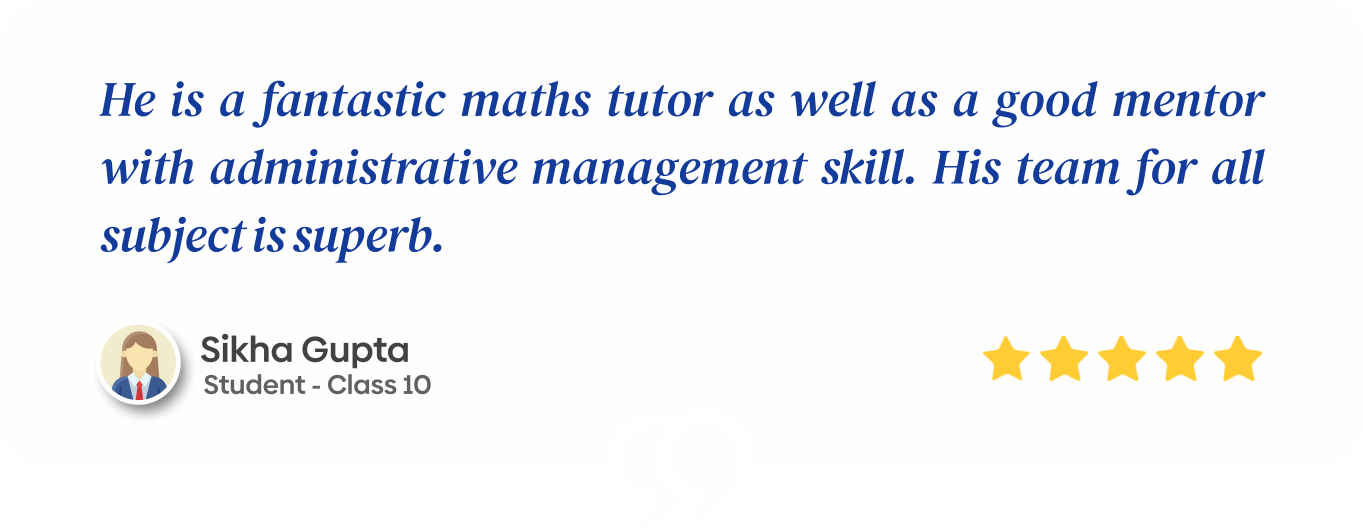 He is a fantastic maths tutor as well as a good mentor
with administrative management skill. His team for all
subject is superb.
Sikha Gupta
Student - Class 10